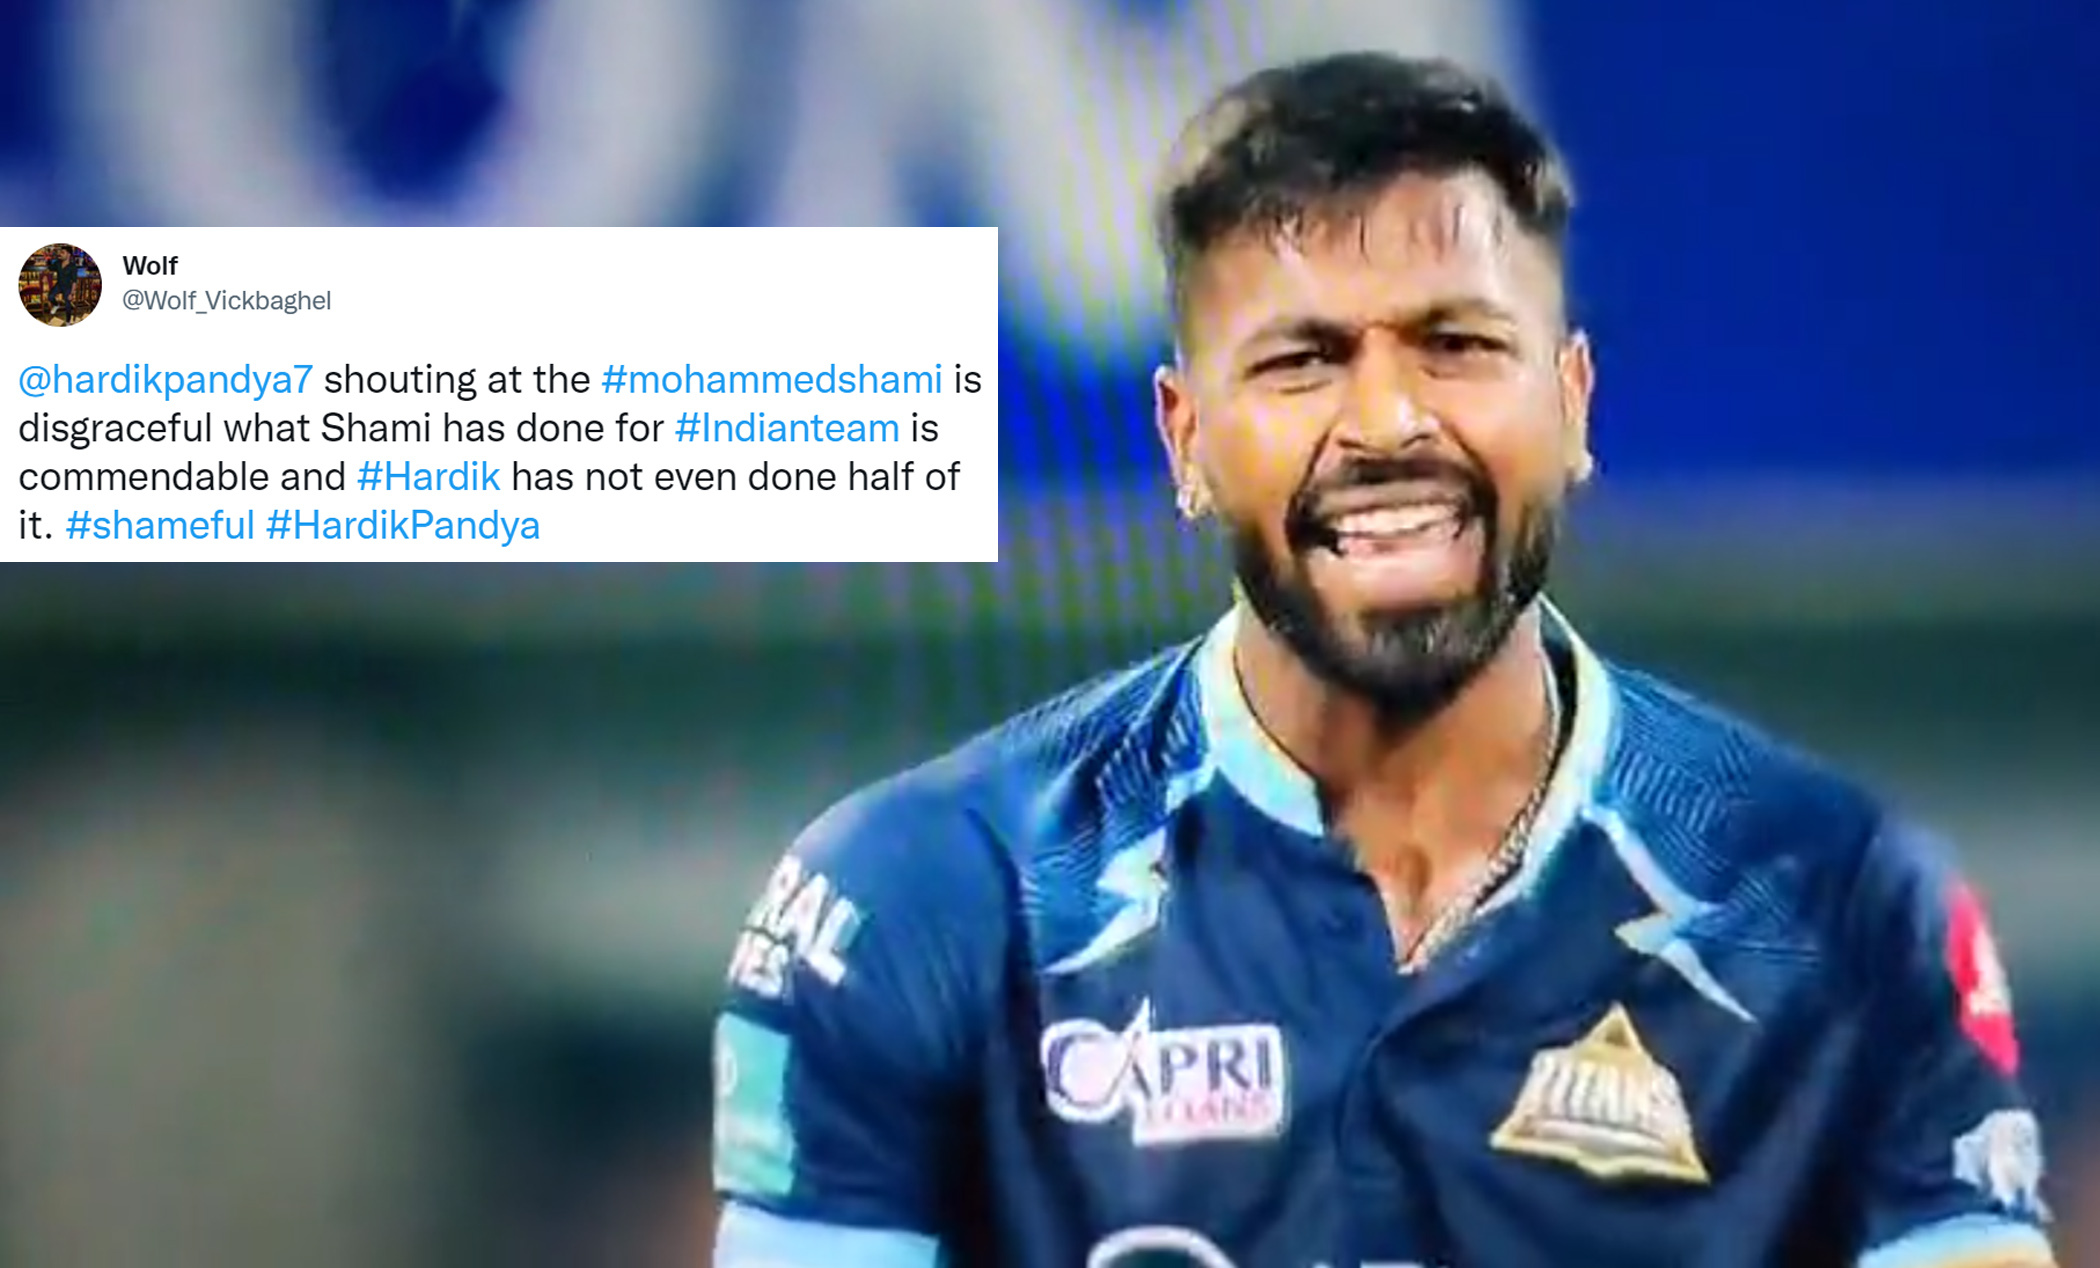 Wolf
@Wolf_Vickbaghel
@hardikpandya7 shouting at the #mohammedshami is
disgraceful what Shami has done for #Indianteam is
commendable and #Hardik has not even done half of
it. #shameful #HardikPandya
CAPRI
TITANS